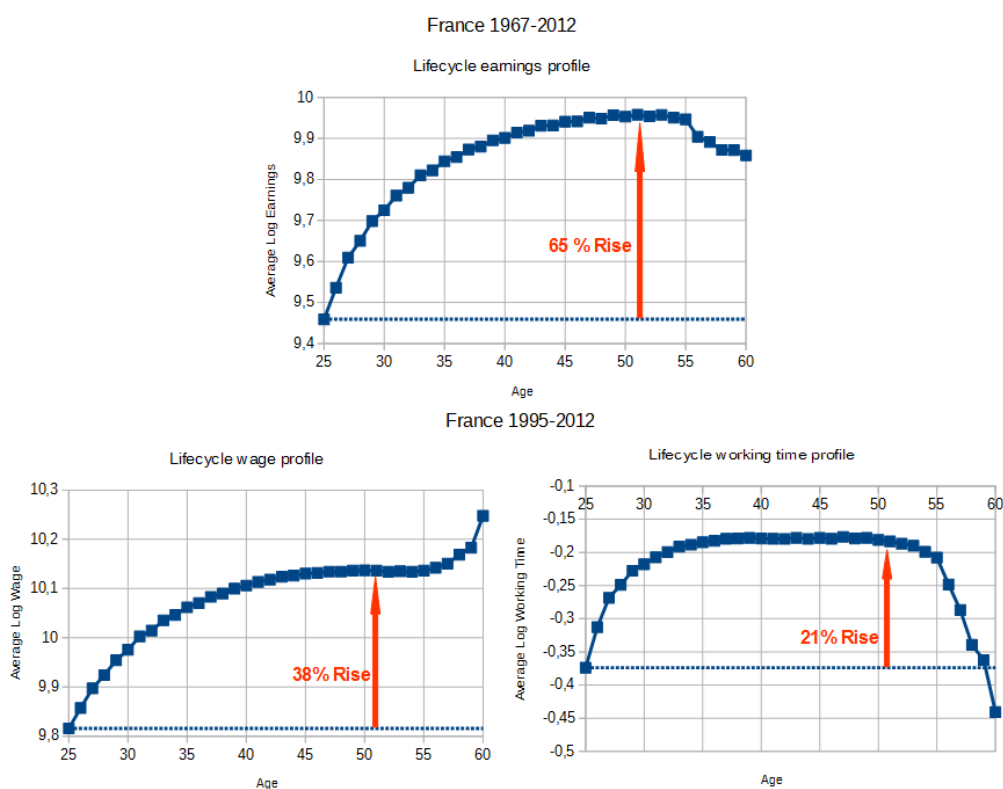 France 1967-2012
Lifecycle earnings profile
Average Log Earnings
10
9,9
9,8
9,7
9,6
9,5
9,4
65 % Rise
25 30 35 40 45 50 55 60
Age
France 1995-2012
Lifecycle wage profile
Average Log Wage
10,3
10,2
10,1
10
9,9
9,8
38% Rise
25 30 35 40 45 50 55 60
Age
Lifecycle working time profile
Average Log Working Time
-0,1
25 30 35 40 45 50 55 60
-0,15
-0,2
-0,25
-0,3
-0,35
-0,4
-0,45
-0,5
21% Rise
Age